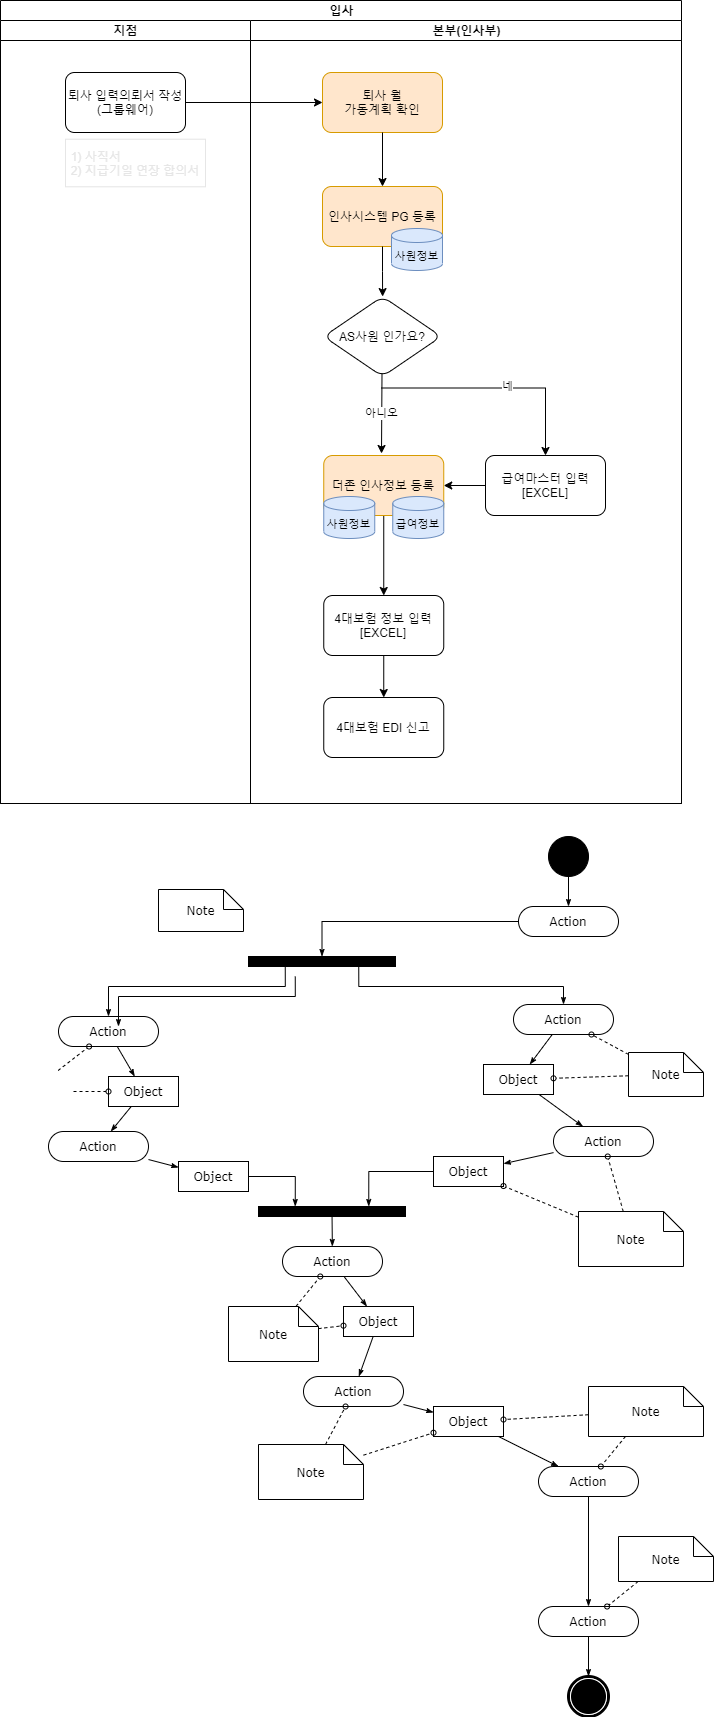 입사
지점
본부(인사부)
퇴사 입력의뢰서 작성
(그룹웨어)
1) 사직서
2) 지급기일 연장 합의서
퇴사 월
가동계획 확인
인사시스템 PG 등록
사원정보
AS사원 인가요?
네
아니오
더존 인사정보 등록
사원정보
급여정보
급여마스터 입력
[EXCEL]
4대보험 정보 입력
[EXCEL]
4대보험 EDI 신고
Note
Action
Action
Action
Object
Object
Note
Action
Action
Object
Object
Note
Action
Note
Object
Action
Object
Note
Note
Action
Note
Action